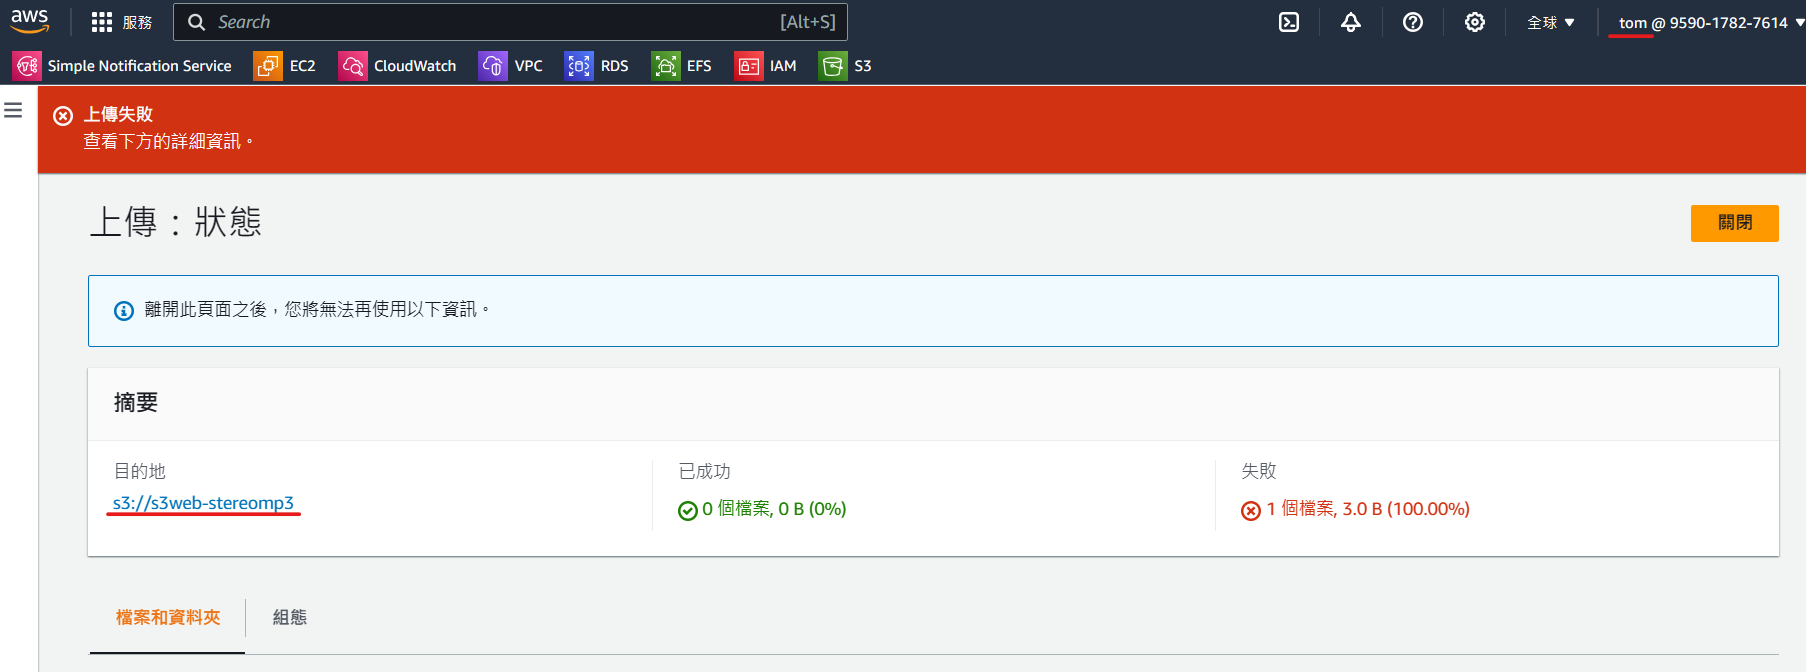 aws
服務
Search
[Alt+S]
全球
tom @ 9590-1782-7614
Simple Notification Service
EC2
CloudWatch
VPC
RDS
EFS
IAM
S3
上傳失敗
查看下方的詳細資訊。
上傳：狀態
關閉
離開此頁面之後，您將無法再使用以下資訊。
摘要
目的地
s3://s3web-stereomp3
已成功
0 個檔案, 0 B (0%)
失敗
1 個檔案, 3.0 B (100.00%)
檔案和資料夾
組態